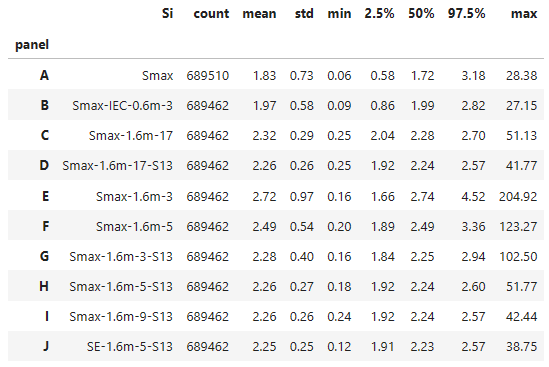 Si count mean std min 2.5% 50% 97.5% max
panel
A Smax 689510 1.83 0.73 0.06 0.58 1.72 3.18 28.38
B Smax-IEC-0.6m-3 689462 1.97 0.58 0.09 0.86 1.99 2.82 27.15
C Smax-1.6m-17 689462 2.32 0.29 0.25 2.04 2.28 2.70 51.13
D Smax-1.6m-17-S13 689462 2.26 0.26 0.25 1.92 2.24 2.57 41.77
E Smax-1.6m-3 689462 2.72 0.97 0.16 1.66 2.74 4.52 204.92
F Smax-1.6m-5 689462 2.49 0.54 0.20 1.89 2.49 3.36 123.27
G Smax-1.6m-3-S13 689462 2.28 0.40 0.16 1.84 2.25 2.94 102.50
H Smax-1.6m-5-S13 689462 2.26 0.27 0.18 1.92 2.24 2.60 51.77
I Smax-1.6m-9-S13 689462 2.26 0.26 0.24 1.92 2.24 2.57 42.44
J SE-1.6m-5-S13 689462 2.25 0.25 0.12 1.91 2.23 2.57 38.75